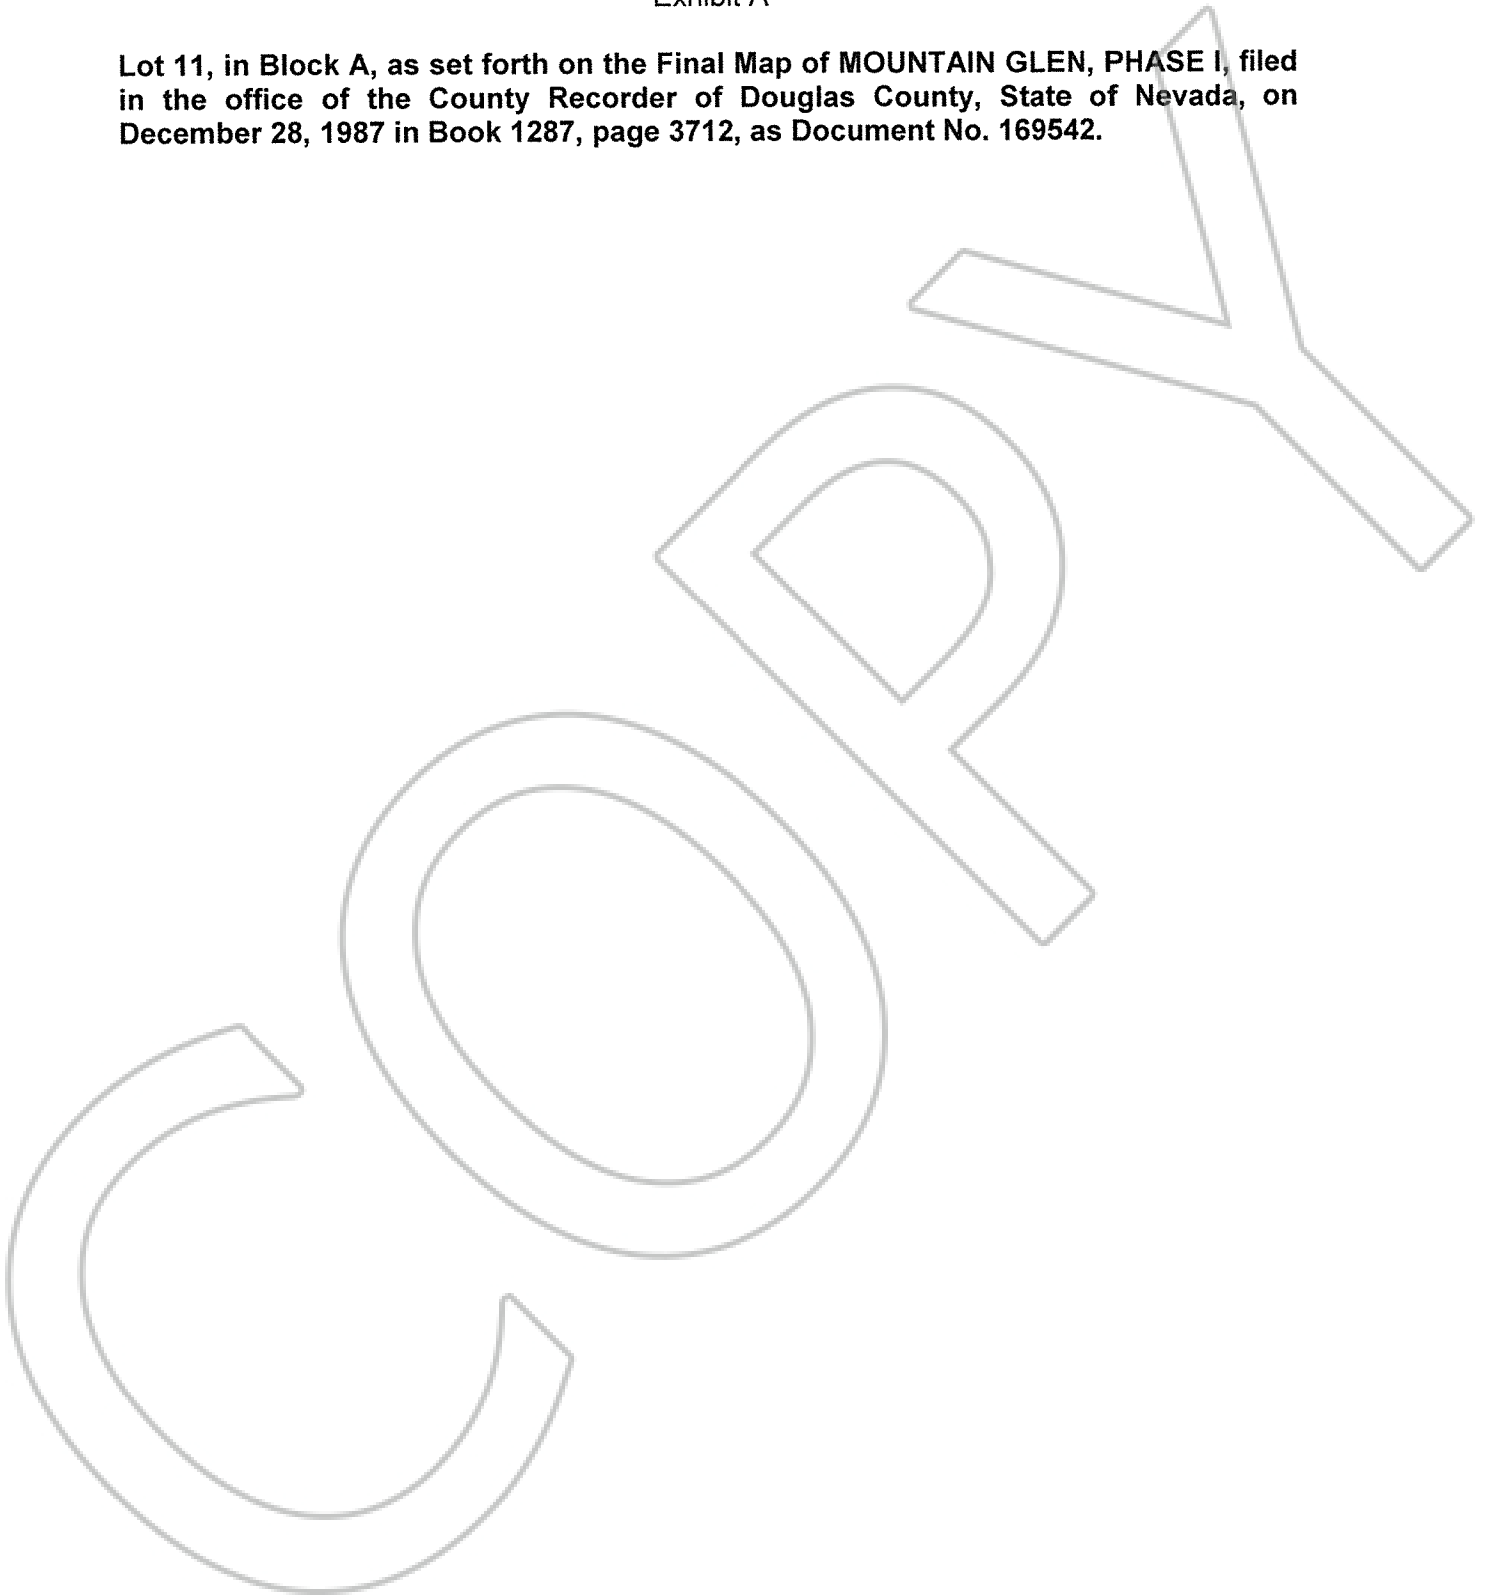 Exhibit A
Lot 11, in Block A, as set forth on the Final Map of MOUNTAIN GLEN, PHASE I, filed
in the office of the County Recorder of Douglas County, State of Nevada, on
December 28, 1987 in Book 1287, page 3712, as Document No. 169542.
COPY